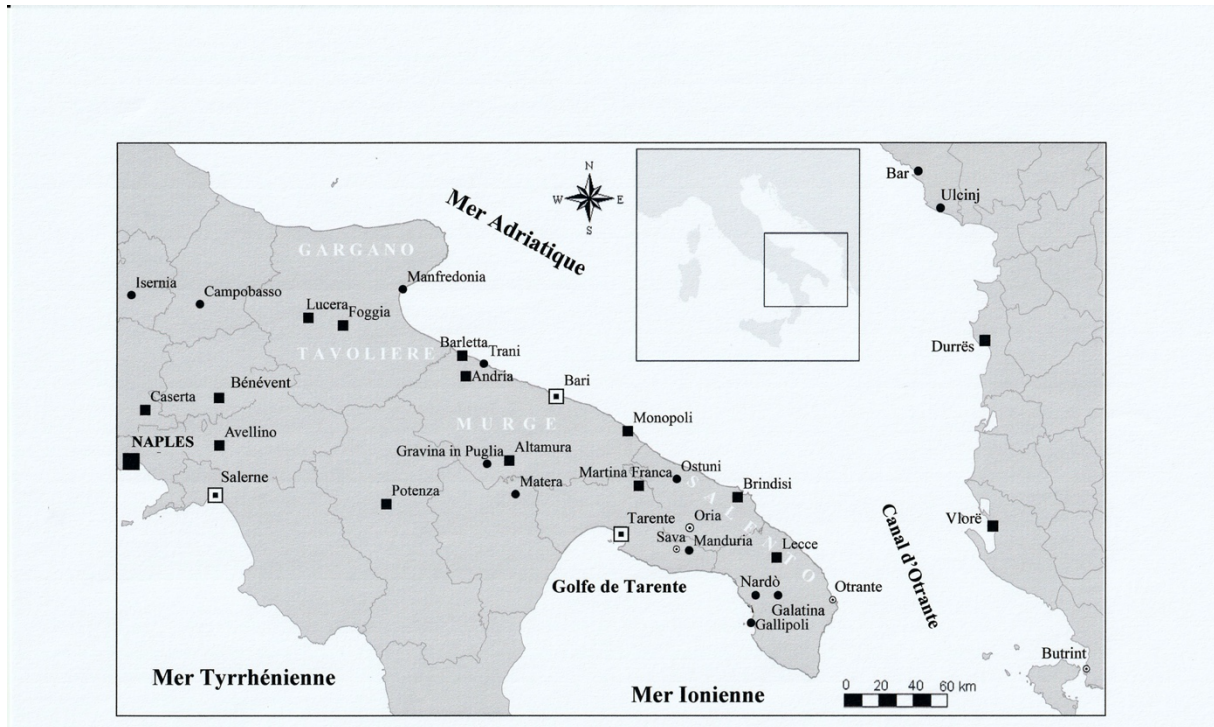 N
W E
S
Mer Adriatique
Bar
Ulcinj
GARGANO
Isernia
Campobasso
Manfredonia
Lucera
Foggia
TAVOLIERE
Barletta
Trani
Andria
Durrës
Bari
Bénévent
Caserta
MURGE
Monopoli
NAPLES
Avellino
Gravina in Puglia
Altamura
Salerne
Martina Franca
Ostuni
Potenza
Matera
Brindisi
SALENTO
Tarente
Oria
Sava
Manduria
Vlorë
Canal d'Otrante
Lecce
Golfe de Tarente
Nardò
Otrante
Galatina
Gallipoli
Butrint
Mer Tyrrhénienne
Mer Ionienne
0 20 40 60 km